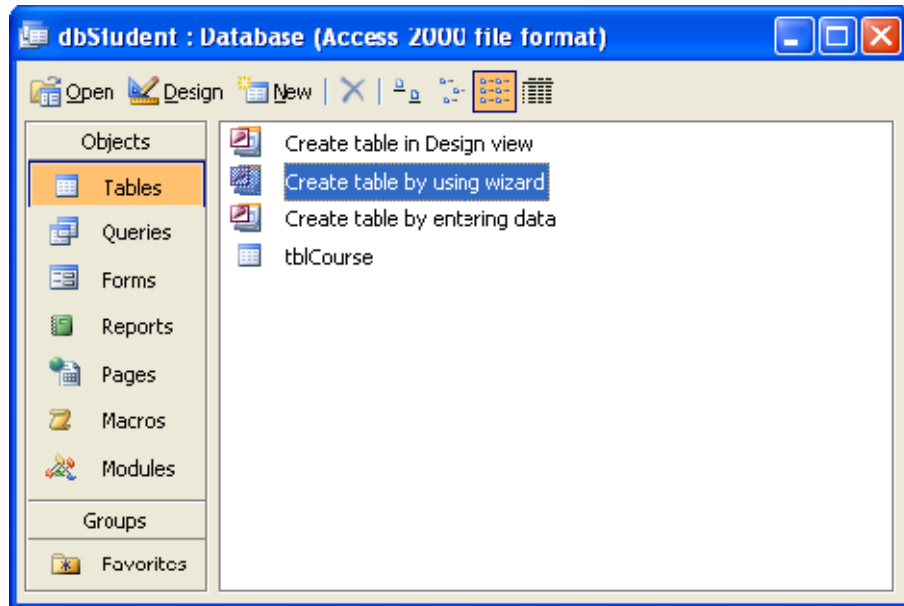 dbStudent : Database (Access 2000 file format)
Open Design New
Objects
Tables
Queries
Forms
Reports
Pages
Macros
Modules
Groups
Favorites
Create table in Design view
Create table by using wizard
Create table by entering data
tblCourse